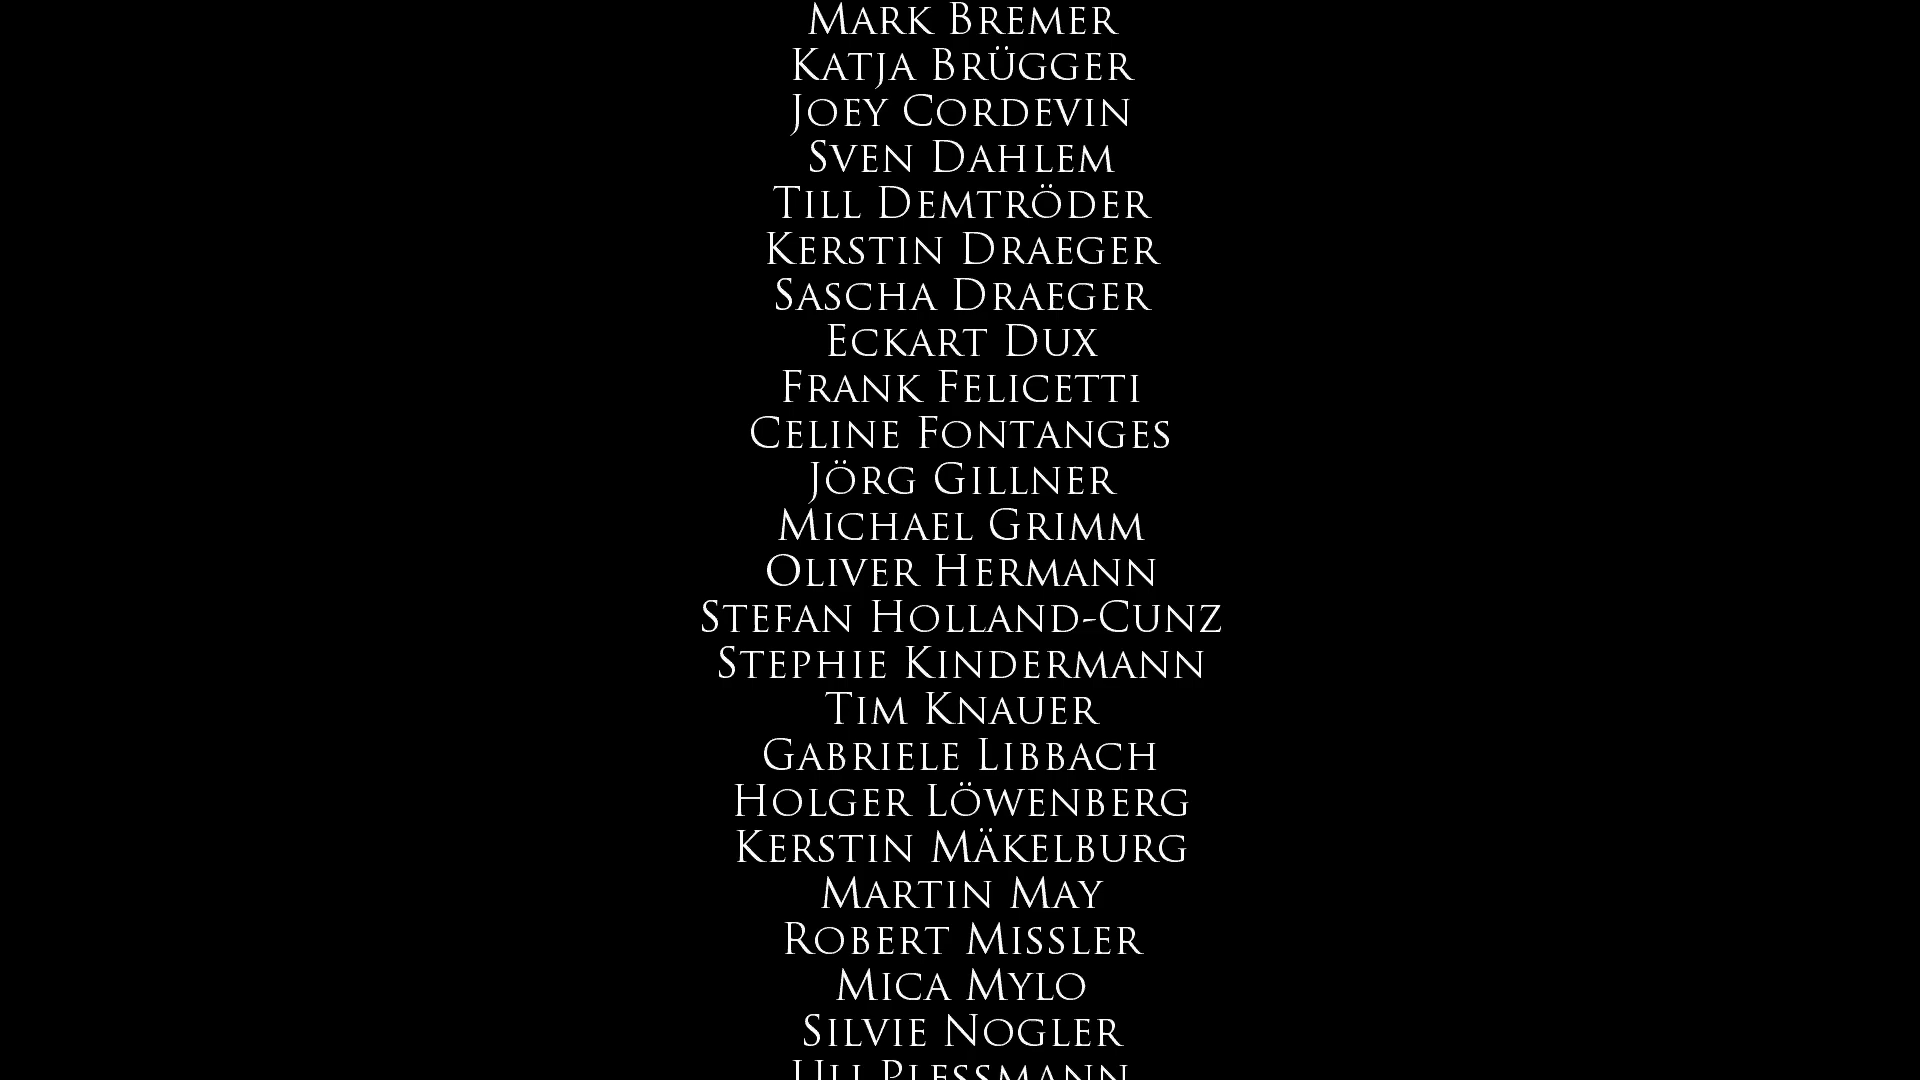 Mark Bremer
Katja Brügger
Joey Cordevin
Sven Dahlem
Till Demtröder
Kerstin Draeger
Sascha Draeger
Eckart Dux
Frank Felicetti
Celine Fontanges
Jörg Gillner
Michael Grimm
Oliver Hermann
Stefan Holland-Cunz
Stephie Kindermann
Tim Knauer
Gabriele Libbach
Holger Löwenberg
Kerstin Mäkelburg
Martin May
Robert Missler
Mica Mylo
Silvie Nogler
Uli Plessmann